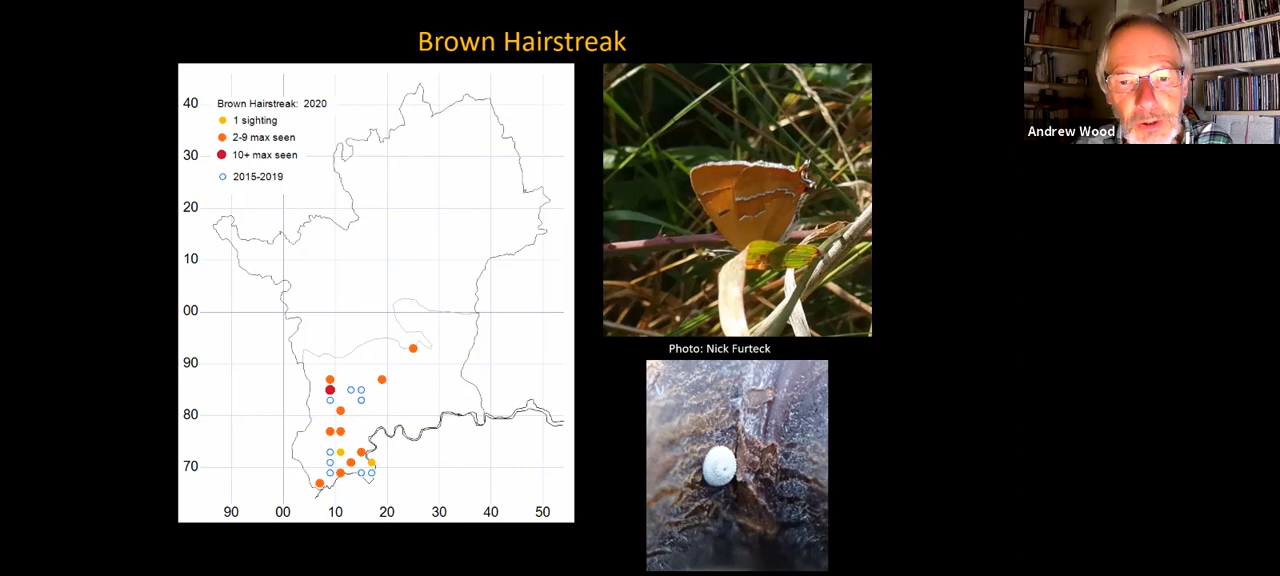 Brown Hairstreak
Brown Hairstreak: 2020
1 sighting
2-9 max seen
10+ max seen
2015-2019
40
30
20
10
00
90
80
70
90 00 10 20 30 40 50
Photo: Nick Furteck
Andrew Wood